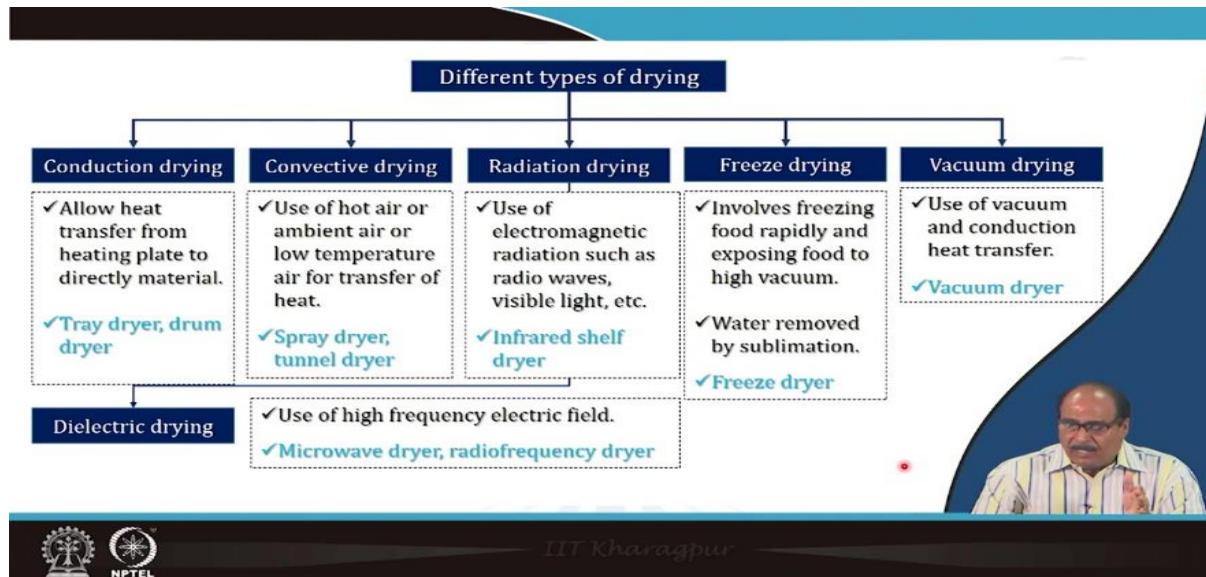 Different types of drying
Conduction drying
✓Allow heat
transfer from
heating plate to
directly material.
✓Tray dryer, drum
dryer
Convective drying
✓Use of hot air or
ambient air or
low temperature
air for transfer of
heat.
✓Spray dryer,
tunnel dryer
Radiation drying
✓Use of
electromagnetic
radiation such as
radio waves,
visible light, etc.
✓Infrared shelf
dryer
Freeze drying
✓Involves freezing
food rapidly and
exposing food to
high vacuum.
✓Water removed
by sublimation.
✓Freeze dryer
Vacuum drying
✓Use of vacuum
and conduction
heat transfer.
✓Vacuum dryer
Dielectric drying
✓Use of high frequency electric field.
✓Microwave dryer, radiofrequency dryer
NPTEL
IIT Kharagpur